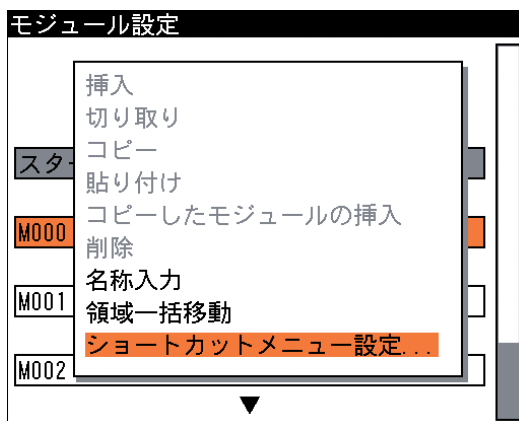 モジュール設定
挿入
切り取り
コピー
スター
貼り付け
コピーしたモジュールの挿入
M000
削除
名称入力
M001
領域一括移動
ショートカットメニュー設定...
M002
▼